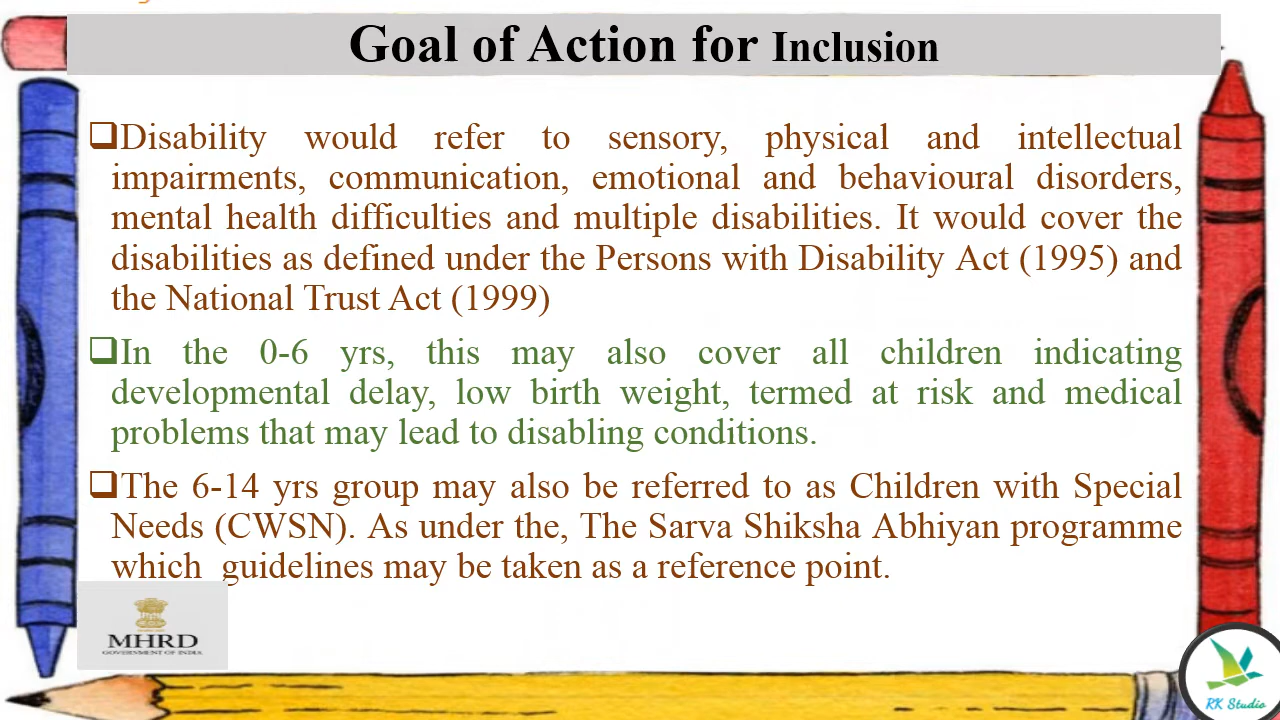 Goal of Action for Inclusion
❑Disability would refer to sensory, physical and intellectual
impairments, communication, emotional and behavioural disorders,
mental health difficulties and multiple disabilities. It would cover the
disabilities as defined under the Persons with Disability Act (1995) and
the National Trust Act (1999)
❑In the 0-6 yrs, this may also cover all children indicating
developmental delay, low birth weight, termed at risk and medical
problems that may lead to disabling conditions.
❑The 6-14 yrs group may also be referred to as Children with Special
Needs (CWSN). As under the, The Sarva Shiksha Abhiyan programme
which guidelines may be taken as a reference point.
MHRD
GOVERNMENT OF INDIA
RK Studio